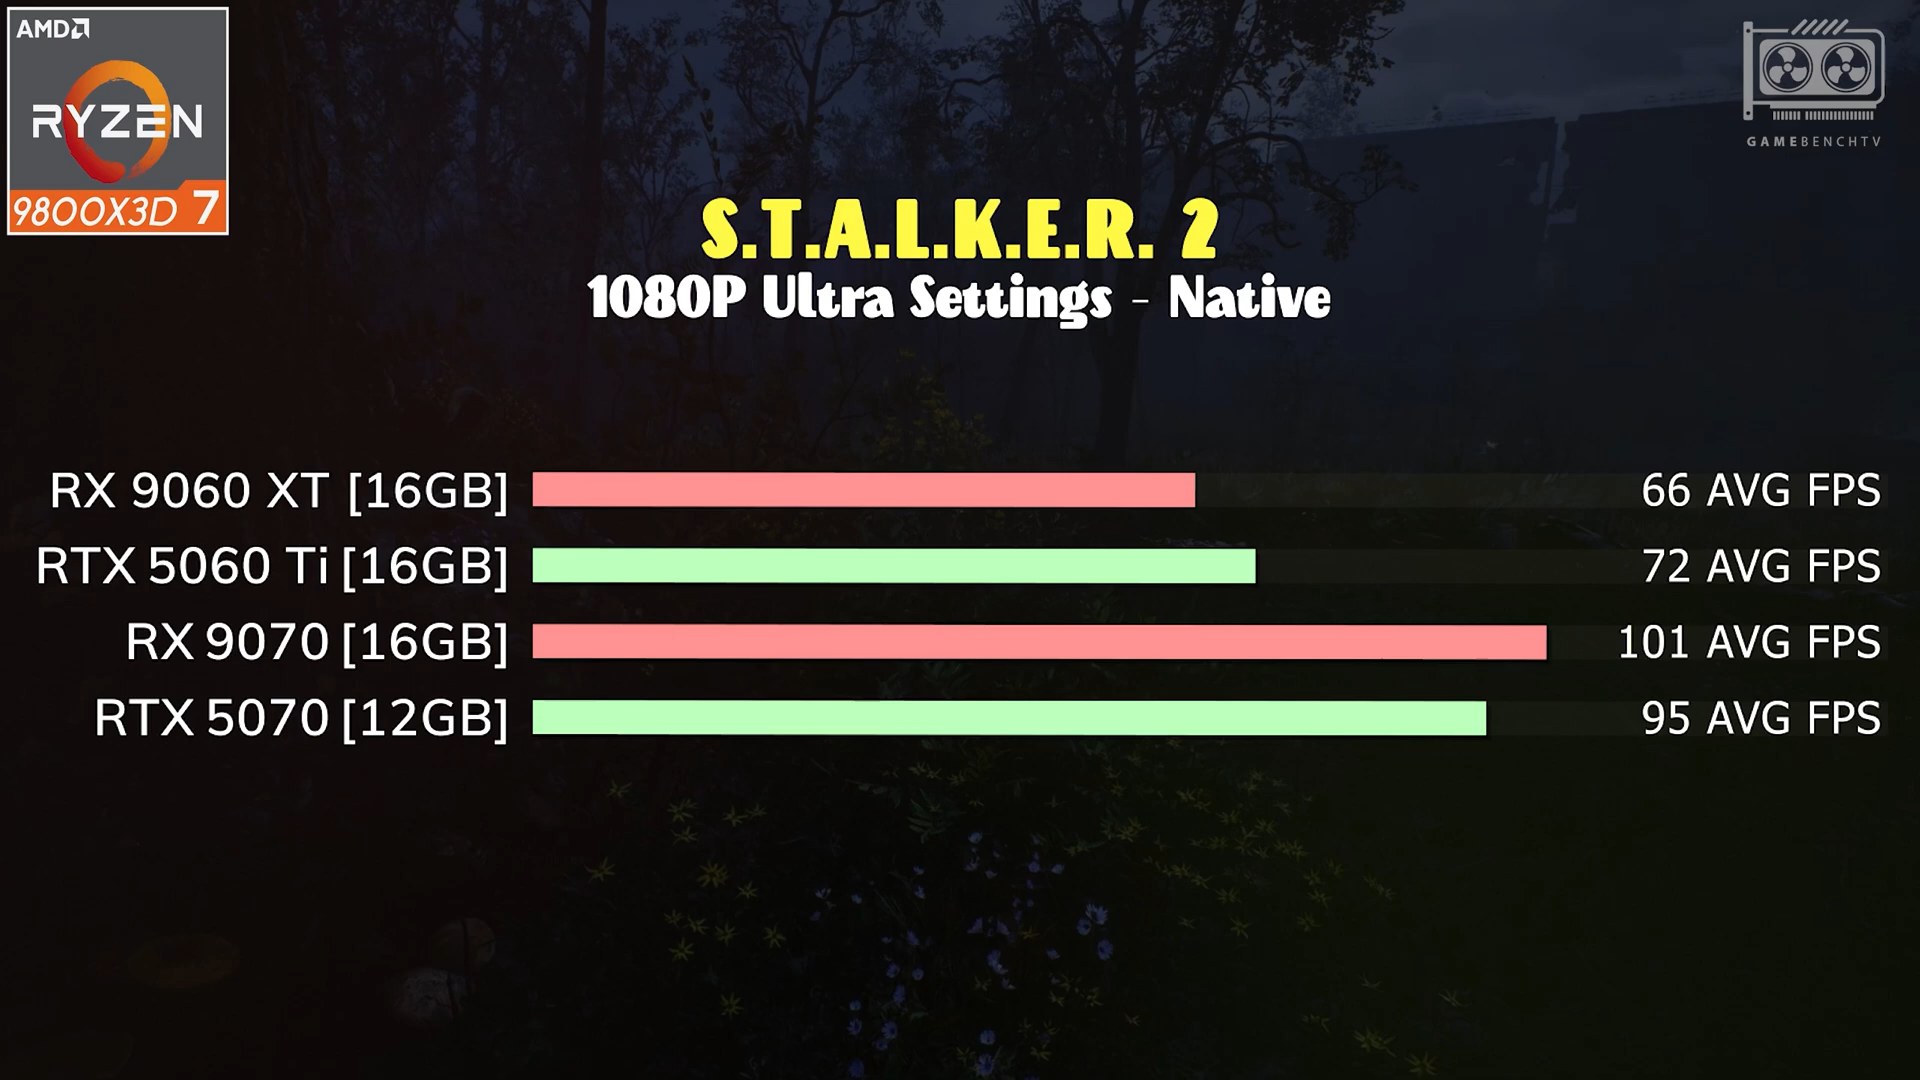 AMD
RYZEN
9800X3D 7
GAMEBENCHTV
S.T.A.L.K.E.R. 2
1080P Ultra Settings - Native
RX 9060 XT [16GB] 66 AVG FPS
RTX 5060 Ti [16GB] 72 AVG FPS
RX 9070 [16GB] 101 AVG FPS
RTX 5070 [12GB] 95 AVG FPS